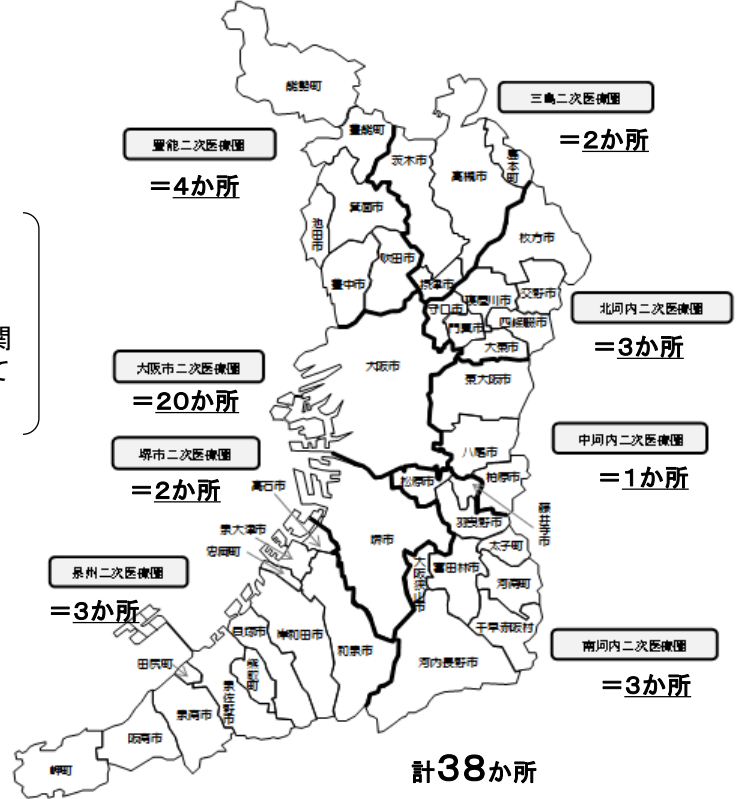 能勢町
三島二次医療圏
=2か所
豊能町
豊能二次医療圏
=4か所
茨木市
高槻市
島本町
箕面市
池田市
枚方市
吹田市
豊中市
摂津市
寝屋川市
交野市
守口市
門真市
四條畷市
北河内二次医療圏
=3か所
大東市
関
て
大阪市二次医療圏
=20か所
大阪市
東大阪市
堺市二次医療圏
=2か所
八尾市
中河内二次医療圏
=1か所
柏原市
松原市
高石市
藤井寺市
羽曳野市
泉大津市
忠岡町
堺市
太子町
大阪狭山市
富田林市
河南町
泉州二次医療圏
=3か所
千早赤阪村
貝塚市
岸和田市
和泉市
南河内二次医療圏
=3か所
田尻町
熊取町
河内長野市
泉佐野市
泉南市
阪南市
岬町
計38か所